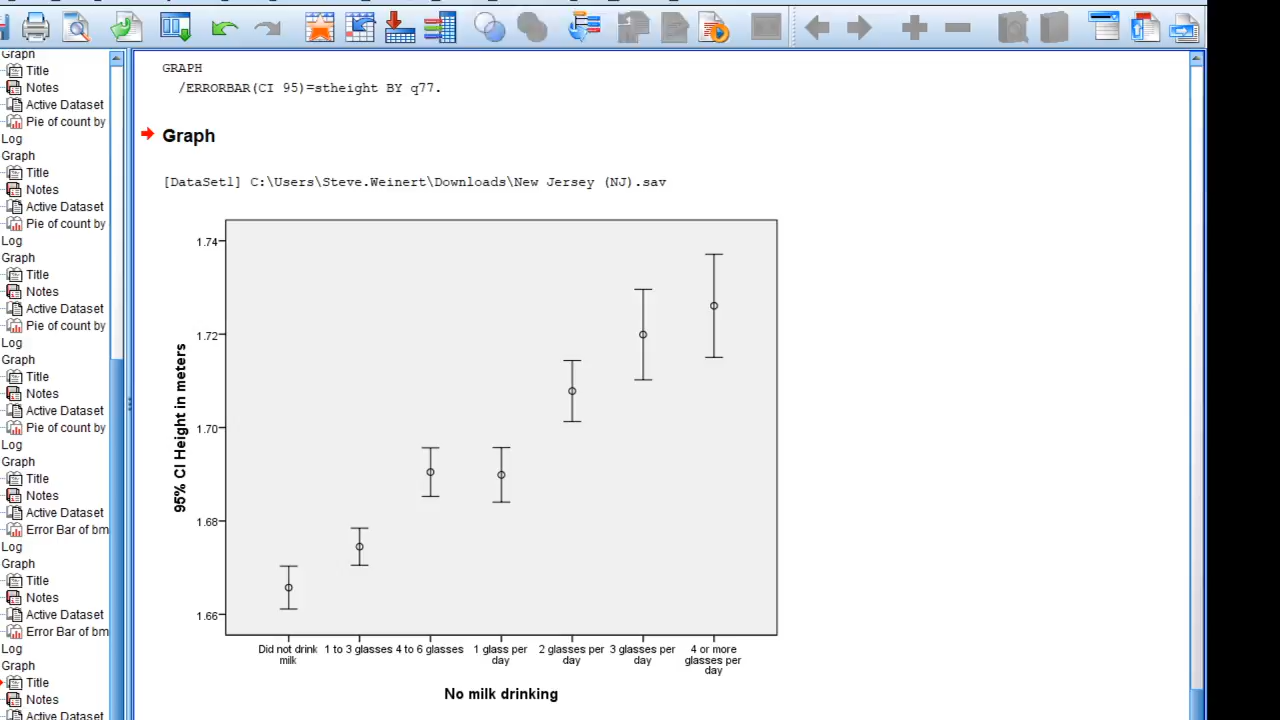 Graph
Title
Notes
Active Dataset
Pie of count by
Log
Graph
Title
Notes
Active Dataset
Pie of count by
Log
Graph
Title
Notes
Active Dataset
Pie of count by
Log
Graph
Title
Notes
Active Dataset
Pie of count by
Log
Graph
Title
Notes
Active Dataset
Error Bar of bm
Log
Graph
Title
Notes
Active Dataset
Error Bar of bm
Log
Graph
Title
Notes
Active Dataset
GRAPH
/ERRORBAR(CI 95)=stheight BY q77.
Graph
[DataSet1] C:\Users\Steve.Weinert\Downloads\New Jersey (NJ).sav
95% CI Height in meters
1.74
1.72
1.70
1.68
1.66
Did not drink milk
1 to 3 glasses
4 to 6 glasses
1 glass per day
2 glasses per day
3 glasses per day
4 or more glasses per day
No milk drinking